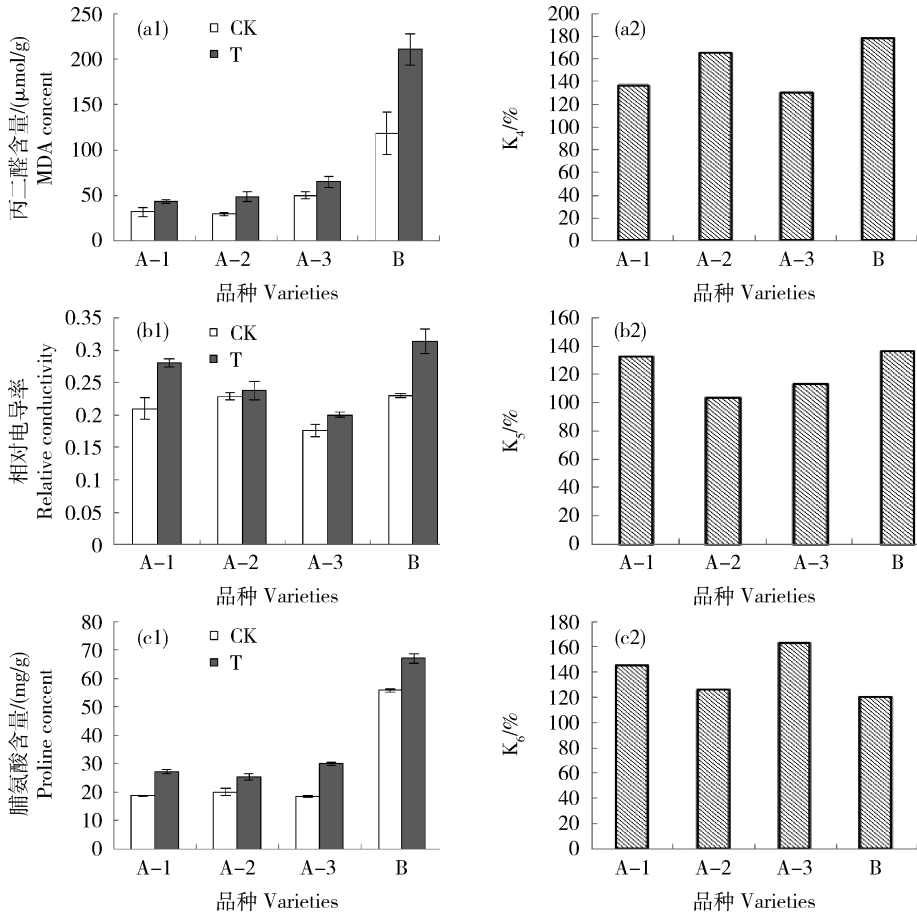 (a1)
CK
T
250
200
150
100
50
0
丙二醛含量/(μmol/g)
MDA concent
A-1 A-2 A-3 B
品种 Varieties
(a2)
200
180
160
140
120
100
80
60
40
20
0
K4/%
A-1 A-2 A-3 B
品种 Varieties
(b1)
CK
T
0.35
0.3
0.25
0.2
0.15
0.1
0.05
0
相对电导率
Relative conductivity
A-1 A-2 A-3 B
品种 Varieties
(b2)
160
140
120
100
80
60
40
20
0
K5/%
A-1 A-2 A-3 B
品种 Varieties
(c1)
CK
T
80
70
60
50
40
30
20
10
0
脯氨酸含量/(mg/g)
Proline concent
A-1 A-2 A-3 B
品种 Varieties
(c2)
180
160
140
120
100
80
60
40
20
0
K6/%
A-1 A-2 A-3 B
品种 Varieties